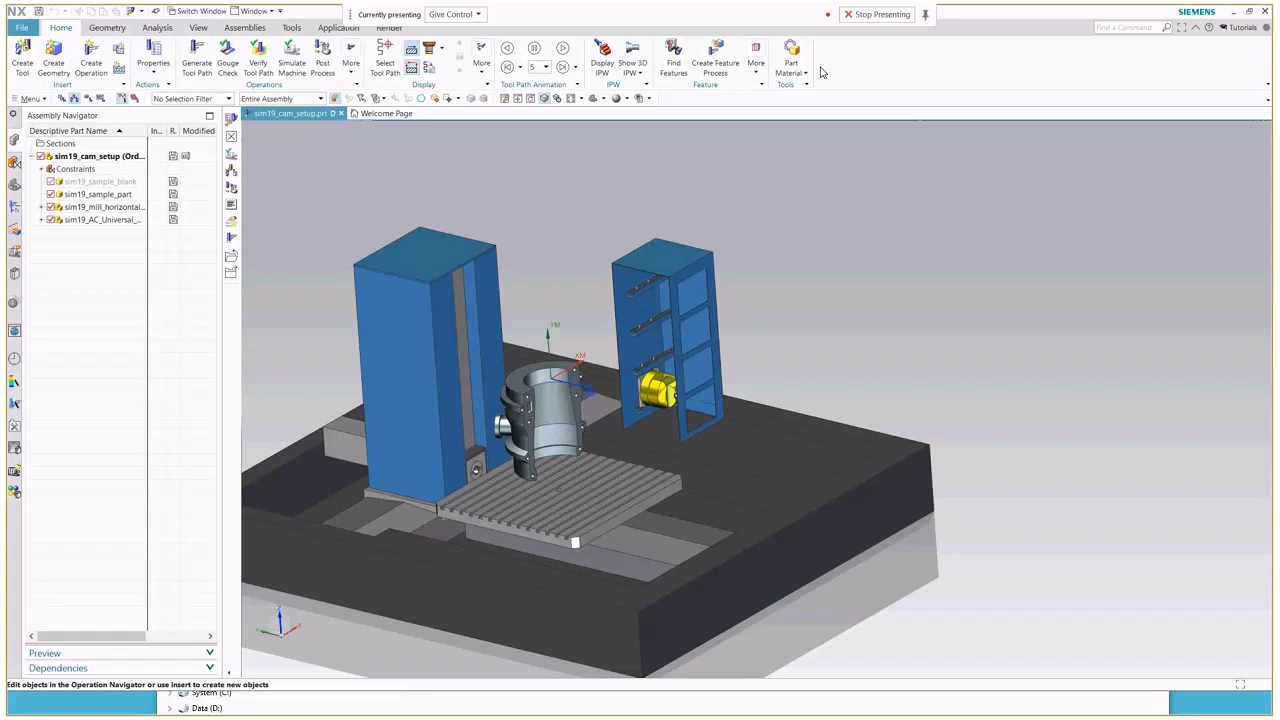 NX
Switch Window
Window
Currently presenting
Give Control
Stop Presenting
SIEMENS
File
Home
Geometry
Analysis
View
Assemblies
Tools
Application
Render
Find a Command
Tutorials
Create Tool
Create Geometry
Create Operation
Properties
Generate Tool Path
Gouge Check
Verify Tool Path
Simulate Machine
Post Process
More
Select Tool Path
More
5
Display IPW
Show 3D IPW
Find Features
Create Feature Process
More
Part Material
Insert
Actions
Operations
Display
Tool Path Animation
IPW
Feature
Tools
Menu
No Selection Filter
Entire Assembly
Assembly Navigator
sim19_cam_setup.prt
Welcome Page
Descriptive Part Name
In...
R.
Modified
Sections
sim19_cam_setup (Ord...
Constraints
sim19_sample_blank
sim19_sample_part
sim19_mill_horizontal...
sim19_AC_Universal_...
YM
XM
Z
Y
X
Preview
Dependencies
Edit objects in the Operation Navigator or use Insert to create new objects
System (C:)
Data (D:)